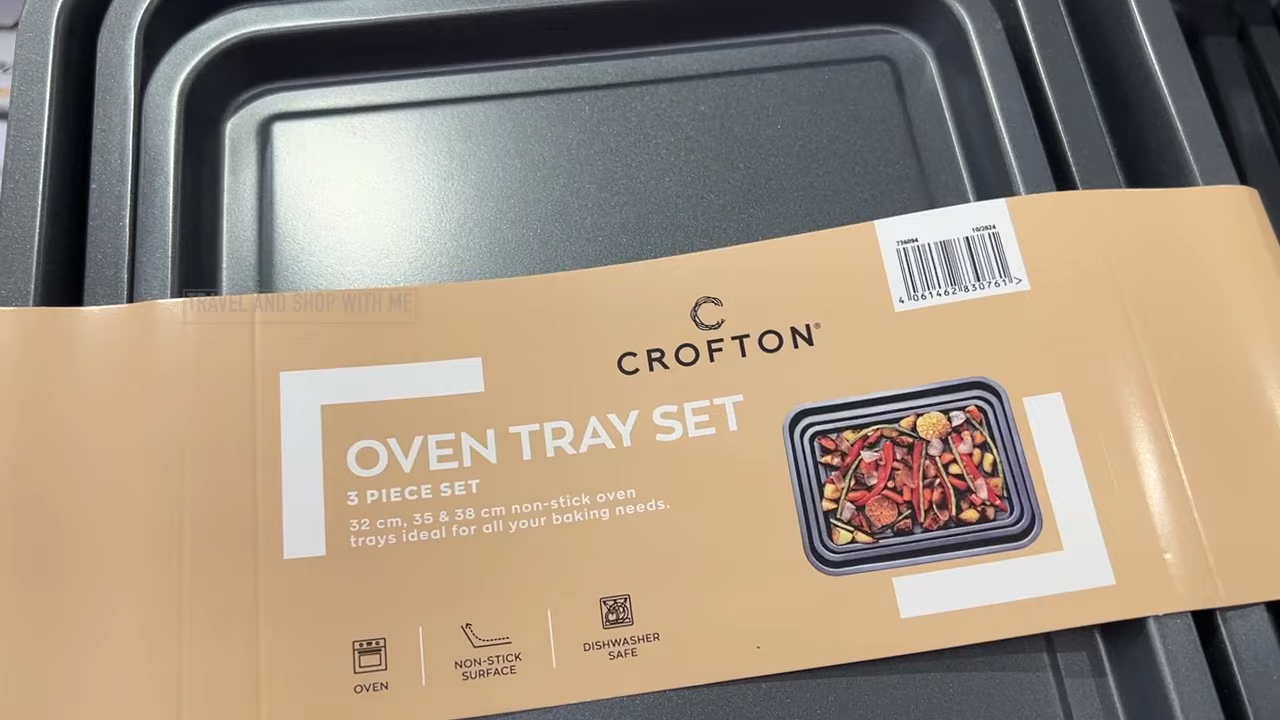 736094
10/2024
4 061462 830761 >
TRAVEL AND SHOP WITH ME
CROFTON®
OVEN TRAY SET
3 PIECE SET
32 cm, 35 & 38 cm non-stick oven
trays ideal for all your baking needs.
OVEN
NON-STICK
SURFACE
DISHWASHER
SAFE